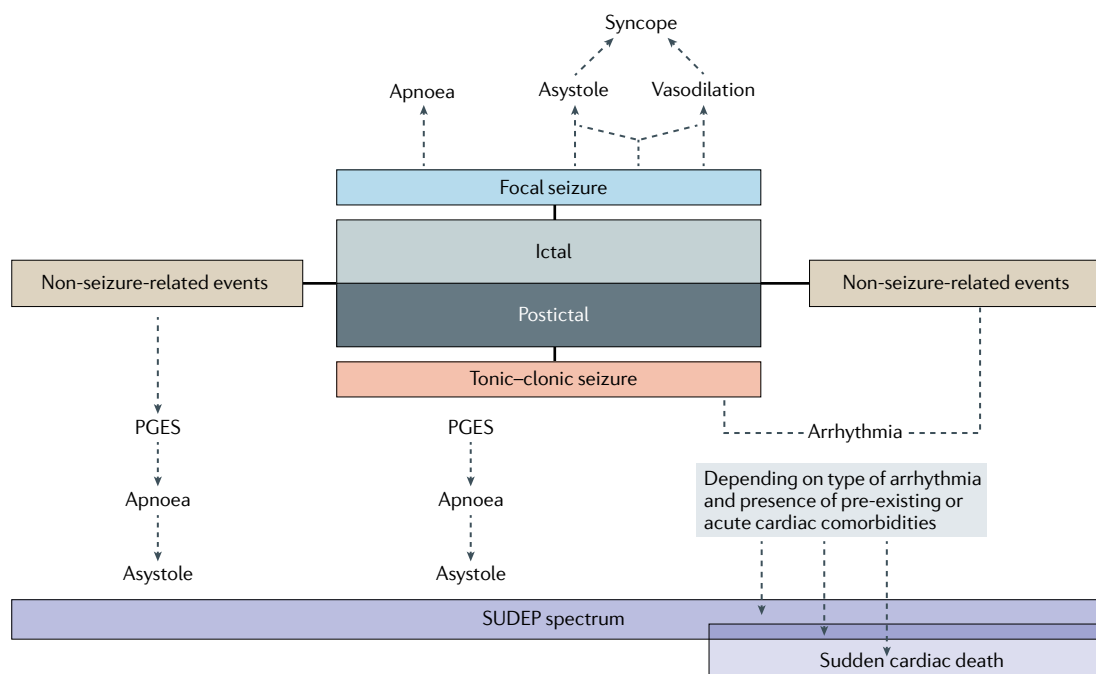 Syncope
Apnoea
Asystole
Vasodilation
Focal seizure
Ictal
Non-seizure-related events
Non-seizure-related events
Postictal
Tonic–clonic seizure
PGES
PGES
Arrhythmia
Depending on type of arrhythmia
and presence of pre-existing or
acute cardiac comorbidities
Apnoea
Apnoea
Asystole
Asystole
SUDEP spectrum
Sudden cardiac death